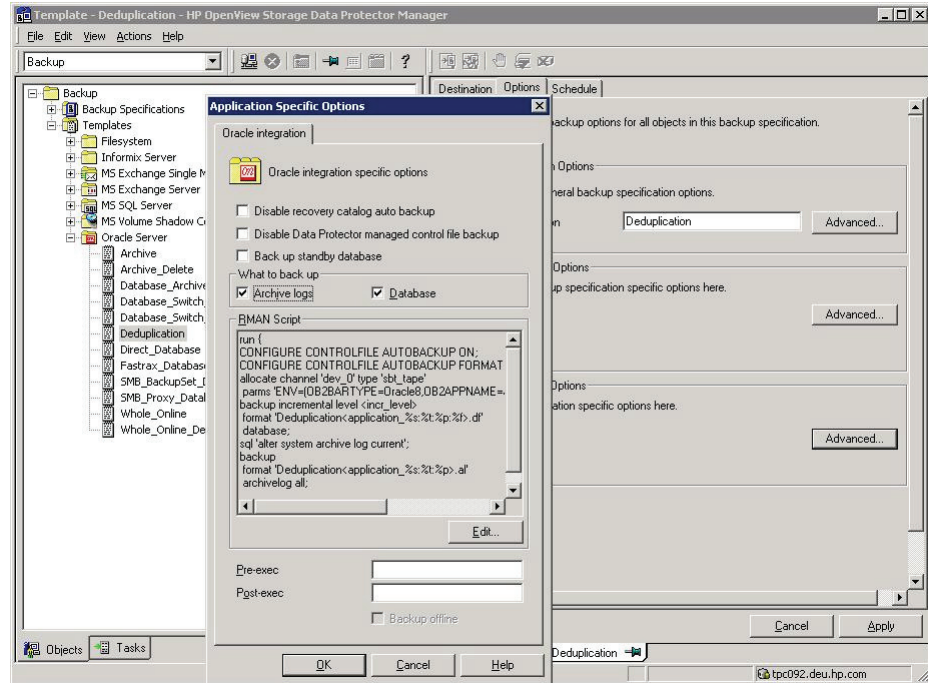 Template - Deduplication - HP OpenView Storage Data Protector Manager
File Edit View Actions Help
Backup
Destination Options Schedule
Backup
Backup Specifications
Templates
Filesystem
Informix Server
MS Exchange Single M
MS Exchange Server
MS SQL Server
MS Volume Shadow Co
Oracle Server
Archive
Archive_Delete
Database_Archive
Database_Switch_
Database_Switch_
Deduplication
Direct_Database
Fastrax_Databas
SMB_BackupSet_D
SMB_Proxy_Datal
Whole_Online
Whole_Online_De
Objects Tasks
Application Specific Options
Oracle integration
Oracle integration specific options
Disable recovery catalog auto backup
Disable Data Protector managed control file backup
Back up standby database
What to back up
Archive logs Database
RMAN Script
run {
CONFIGURE CONTROLFILE AUTOBACKUP ON;
CONFIGURE CONTROLFILE AUTOBACKUP FORMAT
allocate channel 'dev_0' type 'sbt_tape'
parms 'ENV=(OB2BARTYPE=Oracle8,OB2APPNAME=
backup incremental level <incr_level>
format 'Deduplication<application_%s:%t:%p:%f>.df'
database;
sql 'alter system archive log current';
backup
format 'Deduplication<application_%s:%t:%p>.al'
archivelog all;
Edit...
Pre-exec
Post-exec
Backup offline
OK Cancel Help
backup options for all objects in this backup specification.
n Options
neral backup specification options.
on Deduplication Advanced...
Options
up specification specific options here.
Advanced...
Options
ation specific options here.
Advanced...
Cancel Apply
Deduplication
tpc092.deu.hp.com